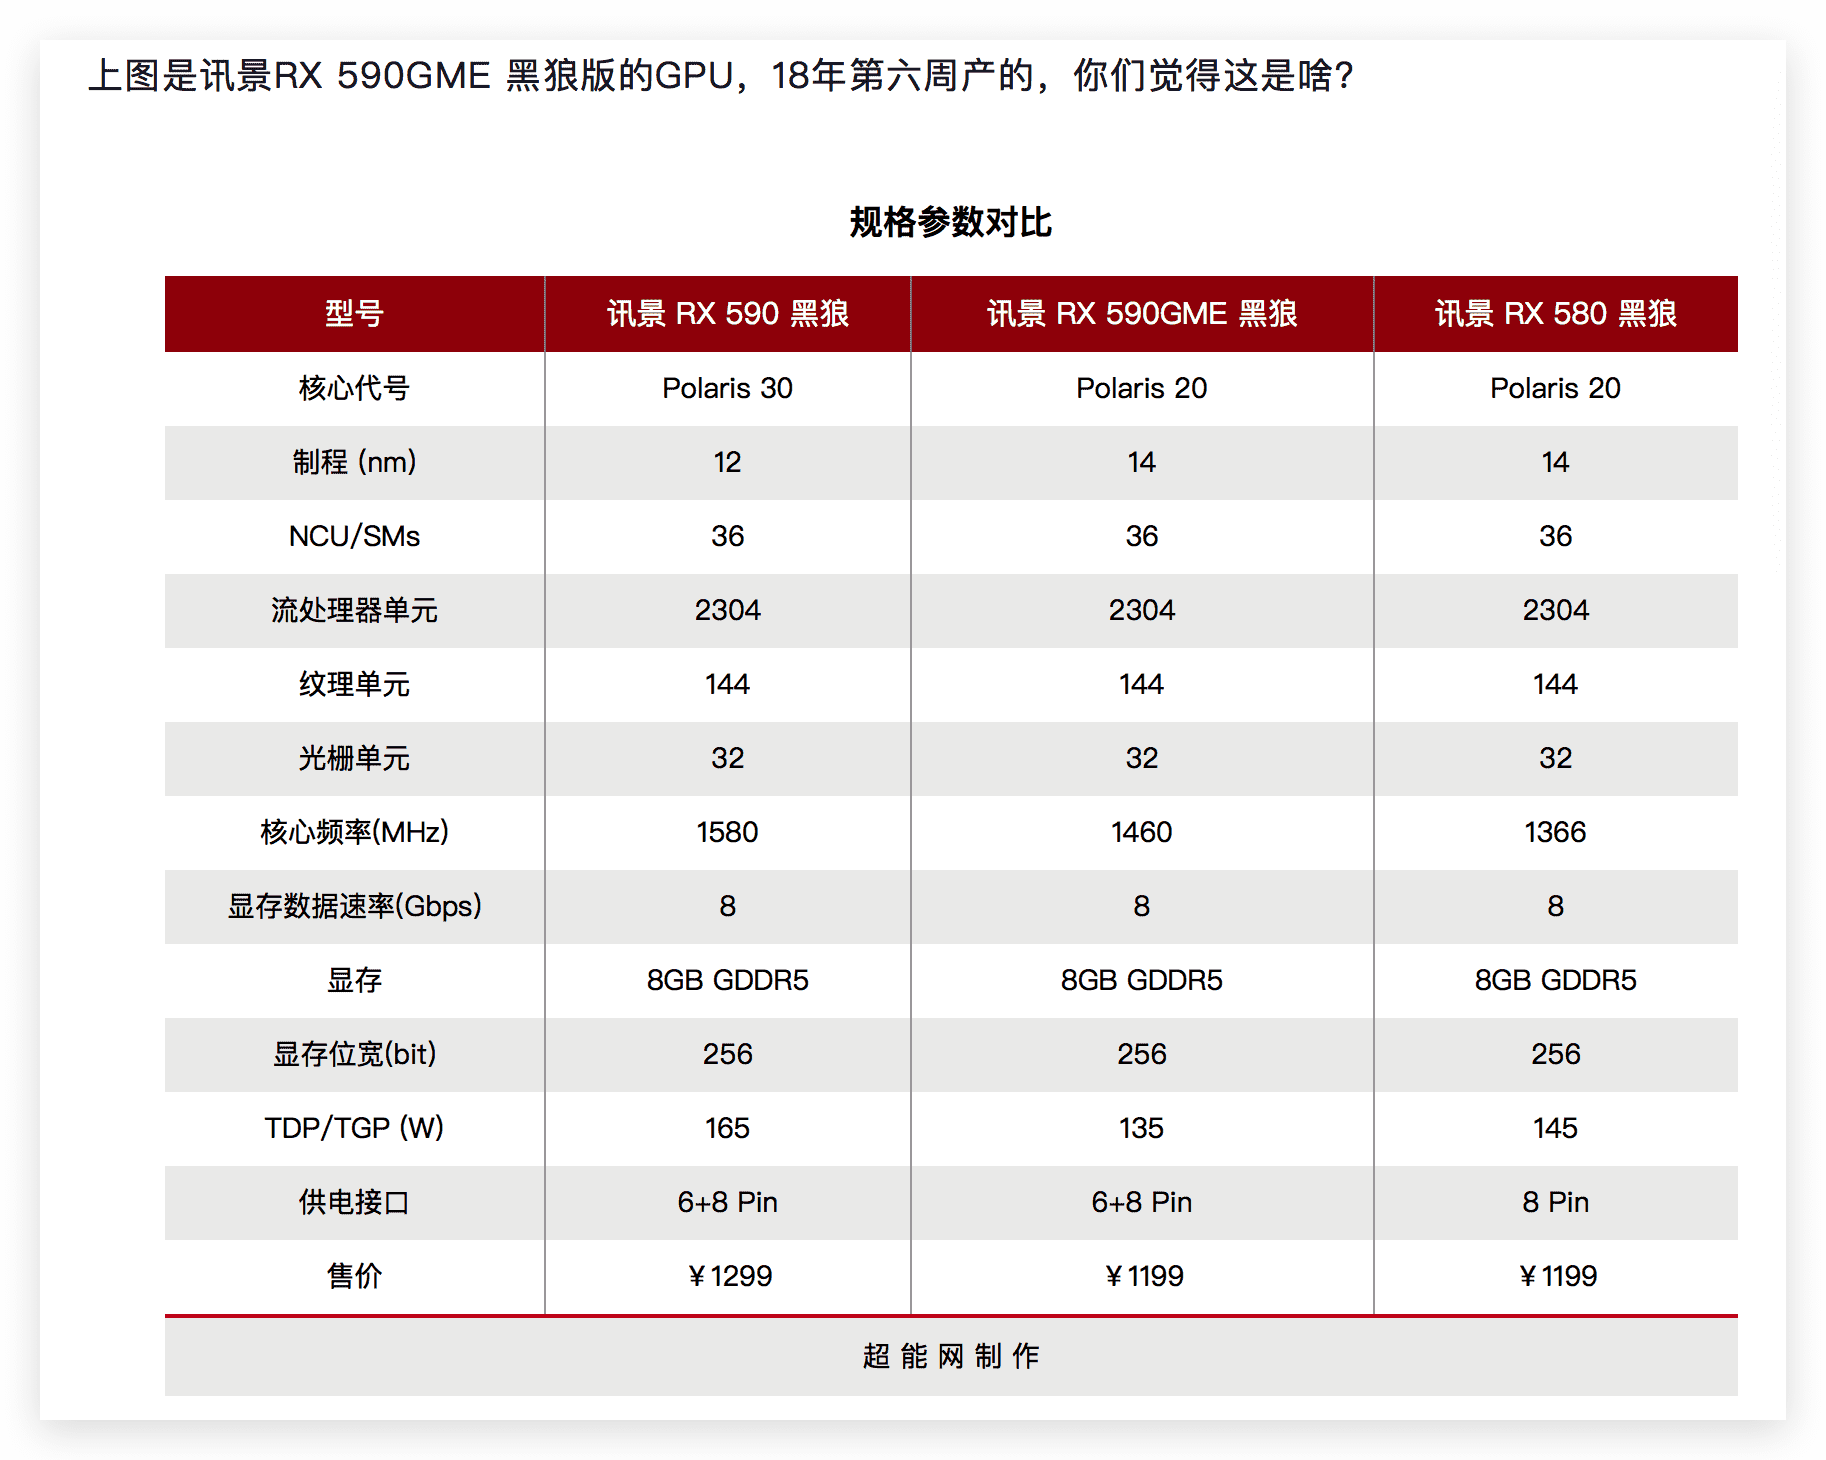 上图是讯景RX 590GME 黑狼版的GPU，18年第六周产的，你们觉得这是啥？
规格参数对比
型号 讯景 RX 590 黑狼 讯景 RX 590GME 黑狼 讯景 RX 580 黑狼
核心代号 Polaris 30 Polaris 20 Polaris 20
制程 (nm) 12 14 14
NCU/SMs 36 36 36
流处理器单元 2304 2304 2304
纹理单元 144 144 144
光栅单元 32 32 32
核心频率(MHz) 1580 1460 1366
显存数据速率(Gbps) 8 8 8
显存 8GB GDDR5 8GB GDDR5 8GB GDDR5
显存位宽(bit) 256 256 256
TDP/TGP (W) 165 135 145
供电接口 6+8 Pin 6+8 Pin 8 Pin
售价 ¥1299 ¥1199 ¥1199
超能网制作